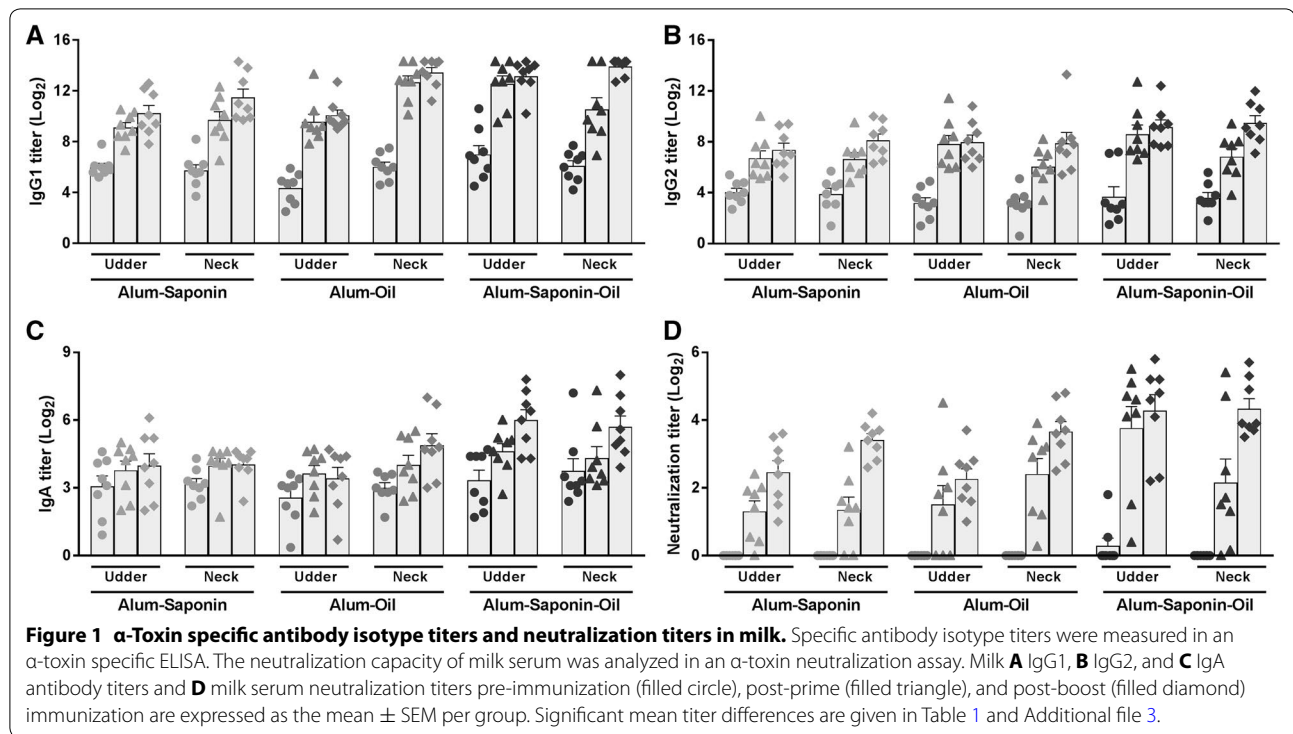 A
B
16
12
8
4
0
IgG1 titer (Log2)
Udder Neck Udder Neck Udder Neck
Alum-Saponin Alum-Oil Alum-Saponin-Oil
16
12
8
4
0
IgG2 titer (Log2)
Udder Neck Udder Neck Udder Neck
Alum-Saponin Alum-Oil Alum-Saponin-Oil
C
D
9
6
3
0
IgA titer (Log2)
Udder Neck Udder Neck Udder Neck
Alum-Saponin Alum-Oil Alum-Saponin-Oil
6
4
2
0
Neutralization titer (Log2)
Udder Neck Udder Neck Udder Neck
Alum-Saponin Alum-Oil Alum-Saponin-Oil
Figure 1 α-Toxin specific antibody isotype titers and neutralization titers in milk. Specific antibody isotype titers were measured in an
α-toxin specific ELISA. The neutralization capacity of milk serum was analyzed in an α-toxin neutralization assay. Milk A IgG1, B IgG2, and C IgA
antibody titers and D milk serum neutralization titers pre-immunization (filled circle), post-prime (filled triangle), and post-boost (filled diamond)
immunization are expressed as the mean ± SEM per group. Significant mean titer differences are given in Table 1 and Additional file 3.